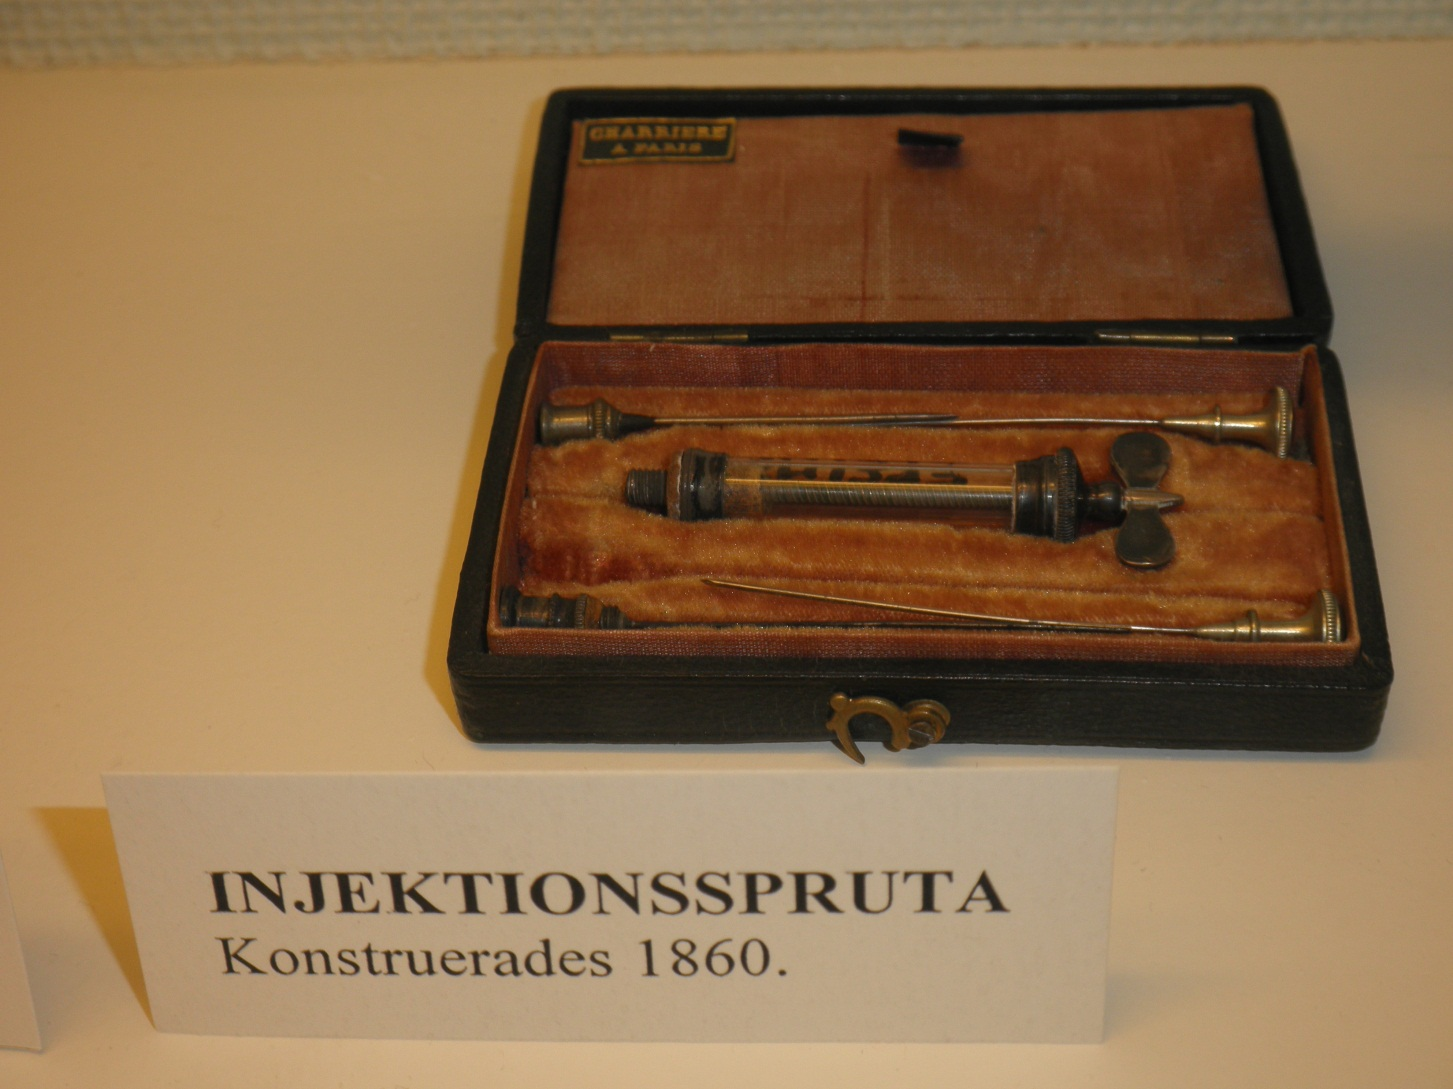 CHARRIERE
A PARIS
INJEKTIONSSPRUTA
Konstruerades 1860.